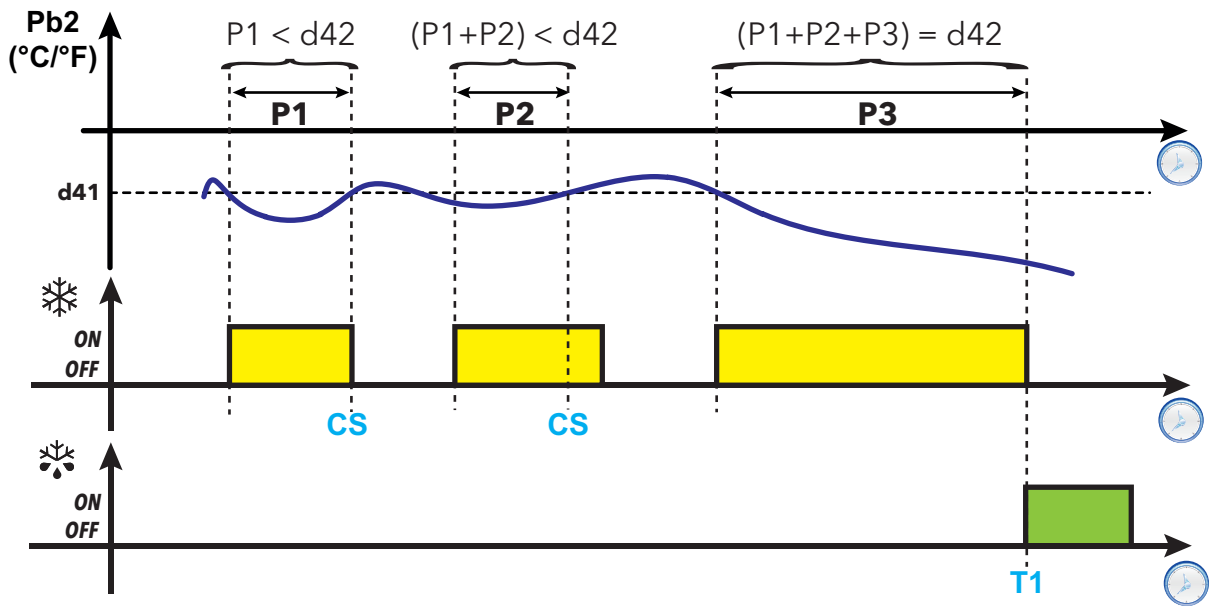 Pb2
(°C/°F)
P1 < d42
(P1+P2) < d42
(P1+P2+P3) = d42
P1
P2
P3
d41
ON
OFF
CS
CS
ON
OFF
T1